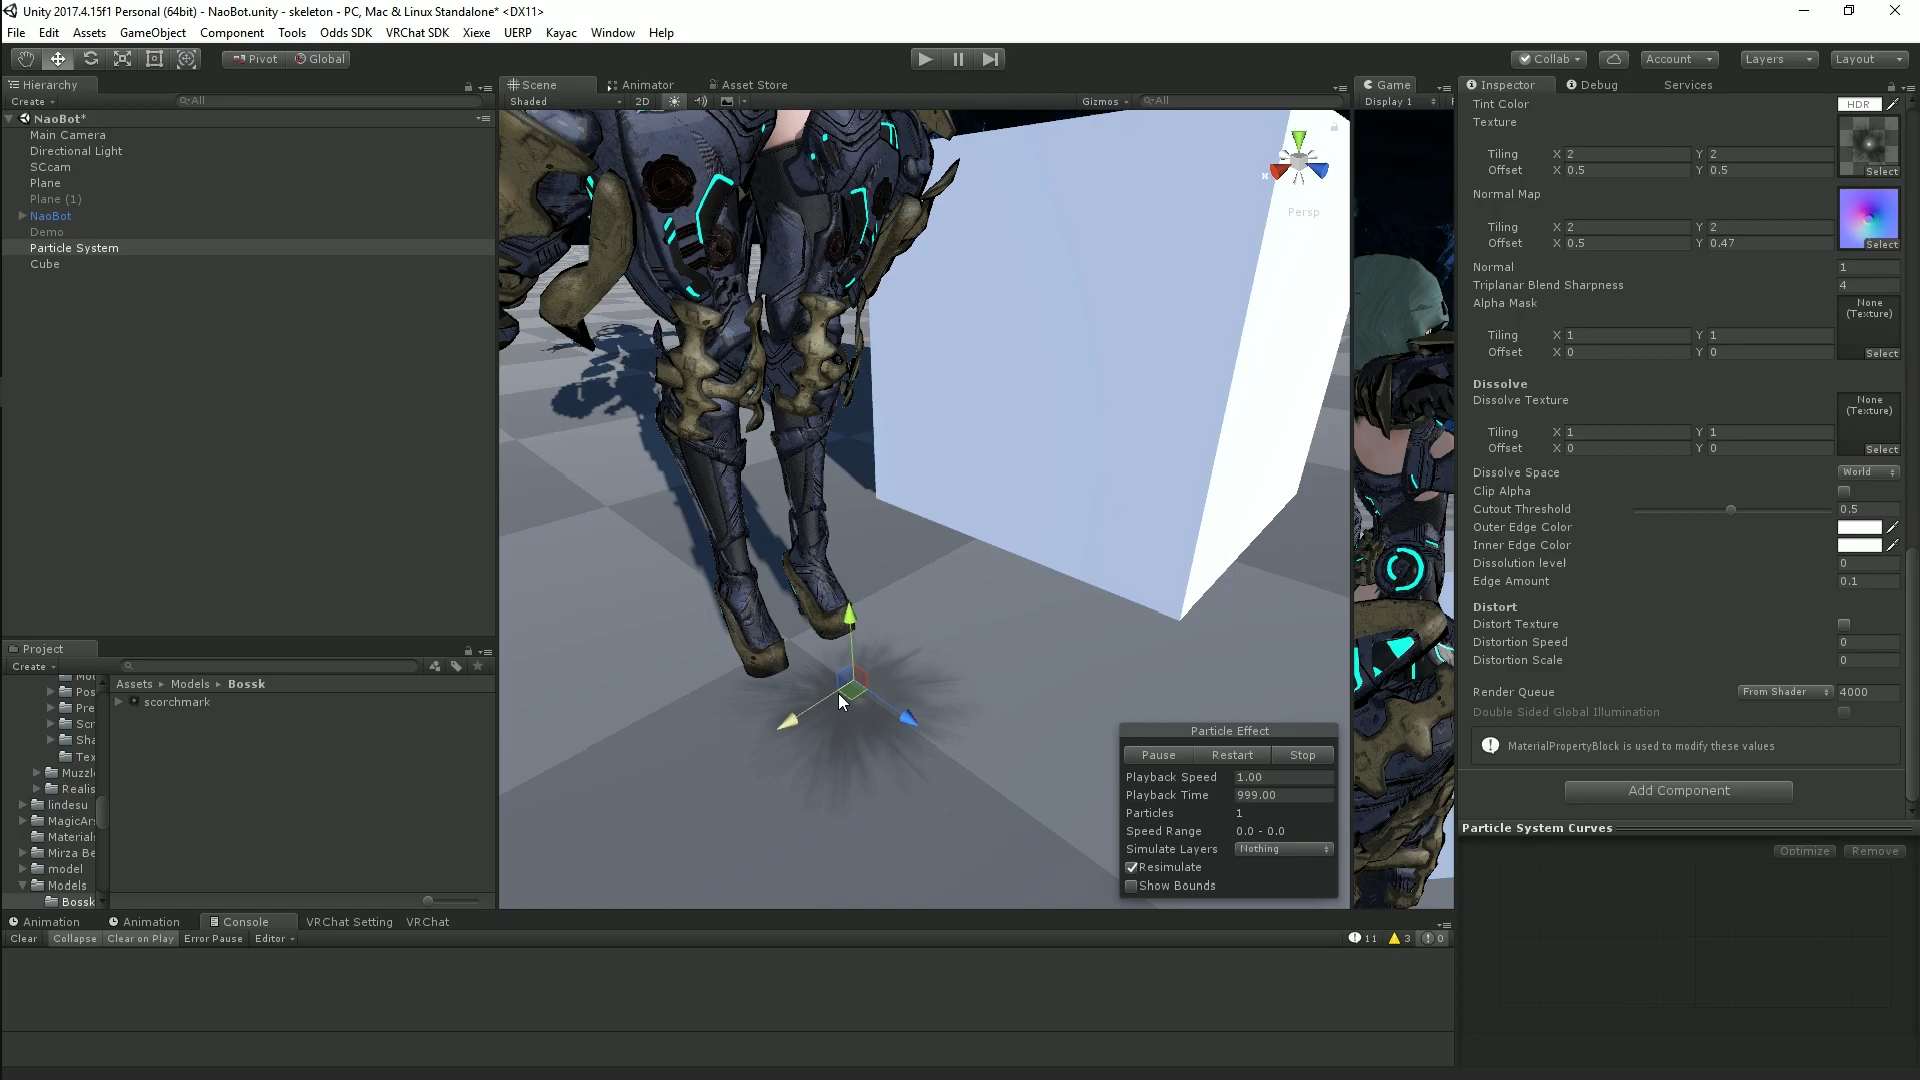 Unity 2017.4.15f1 Personal (64bit) - NaoBot.unity - skeleton - PC, Mac & Linux Standalone* <DX11>
File Edit Assets GameObject Component Tools Odds SDK VRChat SDK Xiexe UERP Kayac Window Help
Pivot Global
Collab Account Layers Layout
Hierarchy
Create All
NaoBot*
Main Camera
Directional Light
SCcam
Plane
Plane (1)
NaoBot
Demo
Particle System
Cube
Project
Create
Assets Models Bossk
scorchmark
Pos
Pre
Scr
Sha
Tex
Muzzl
Realis
lindesu
MagicAr
Material
Mirza Be
model
Models
Bossk
Scene Animator Asset Store
Shaded 2D Gizmos All
x
Persp
Particle Effect
Pause Restart Stop
Playback Speed 1.00
Playback Time 999.00
Particles 1
Speed Range 0.0 - 0.0
Simulate Layers Nothing
Resimulate
Show Bounds
Game
Display 1
Inspector Debug Services
Tint Color HDR
Texture
Tiling X 2 Y 2
Offset X 0.5 Y 0.5 Select
Normal Map
Tiling X 2 Y 2
Offset X 0.5 Y 0.47 Select
Normal 1
Triplanar Blend Sharpness 4
Alpha Mask None
(Texture)
Tiling X 1 Y 1
Offset X 0 Y 0 Select
Dissolve
Dissolve Texture None
(Texture)
Tiling X 1 Y 1
Offset X 0 Y 0 Select
Dissolve Space World
Clip Alpha
Cutout Threshold 0.5
Outer Edge Color
Inner Edge Color
Dissolution level 0
Edge Amount 0.1
Distort
Distort Texture
Distortion Speed 0
Distortion Scale 0
Render Queue From Shader 4000
Double Sided Global Illumination
MaterialPropertyBlock is used to modify these values
Add Component
Particle System Curves
Optimize Remove
Animation Animation Console VRChat Setting VRChat
Clear Collapse Clear on Play Error Pause Editor 11 3 0